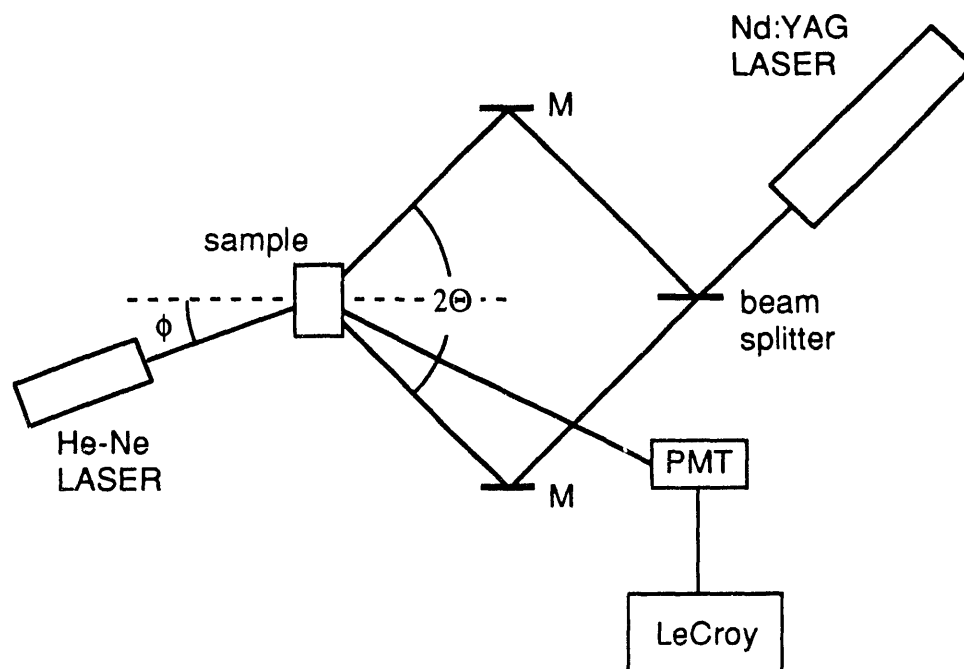 Nd:YAG
LASER
M
sample
2Θ
ϕ
beam
splitter
He-Ne
LASER
M
PMT
LeCroy